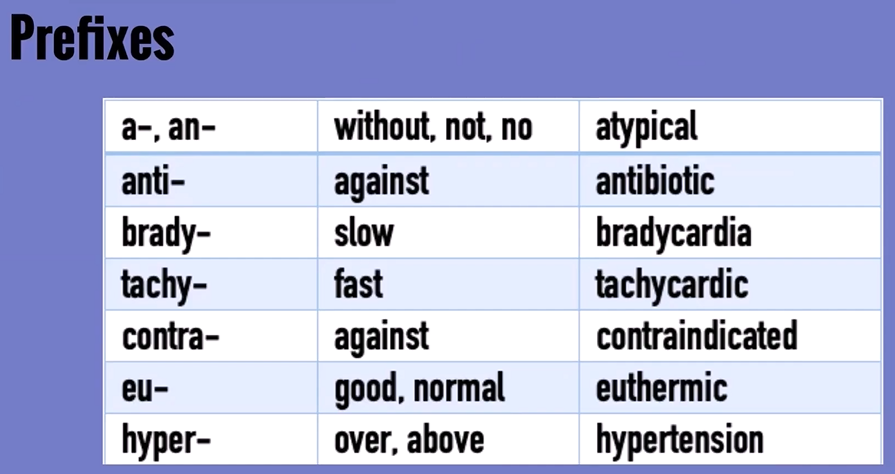 Prefixes
a-, an- without, not, no atypical
anti- against antibiotic
brady- slow bradycardia
tachy- fast tachycardic
contra- against contraindicated
eu- good, normal euthermic
hyper- over, above hypertension